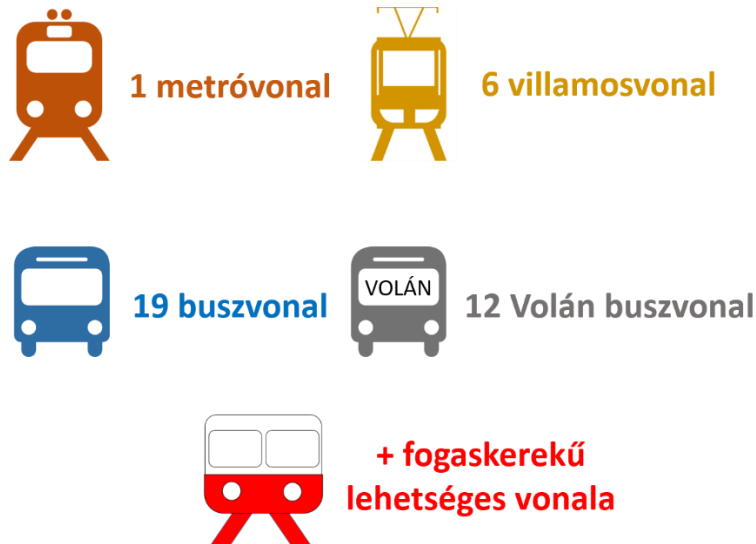 1 metróvonal
6 villamosvonal
19 buszvonal
VOLÁN
12 Volán buszvonal
+ fogaskerekű
lehetséges vonala